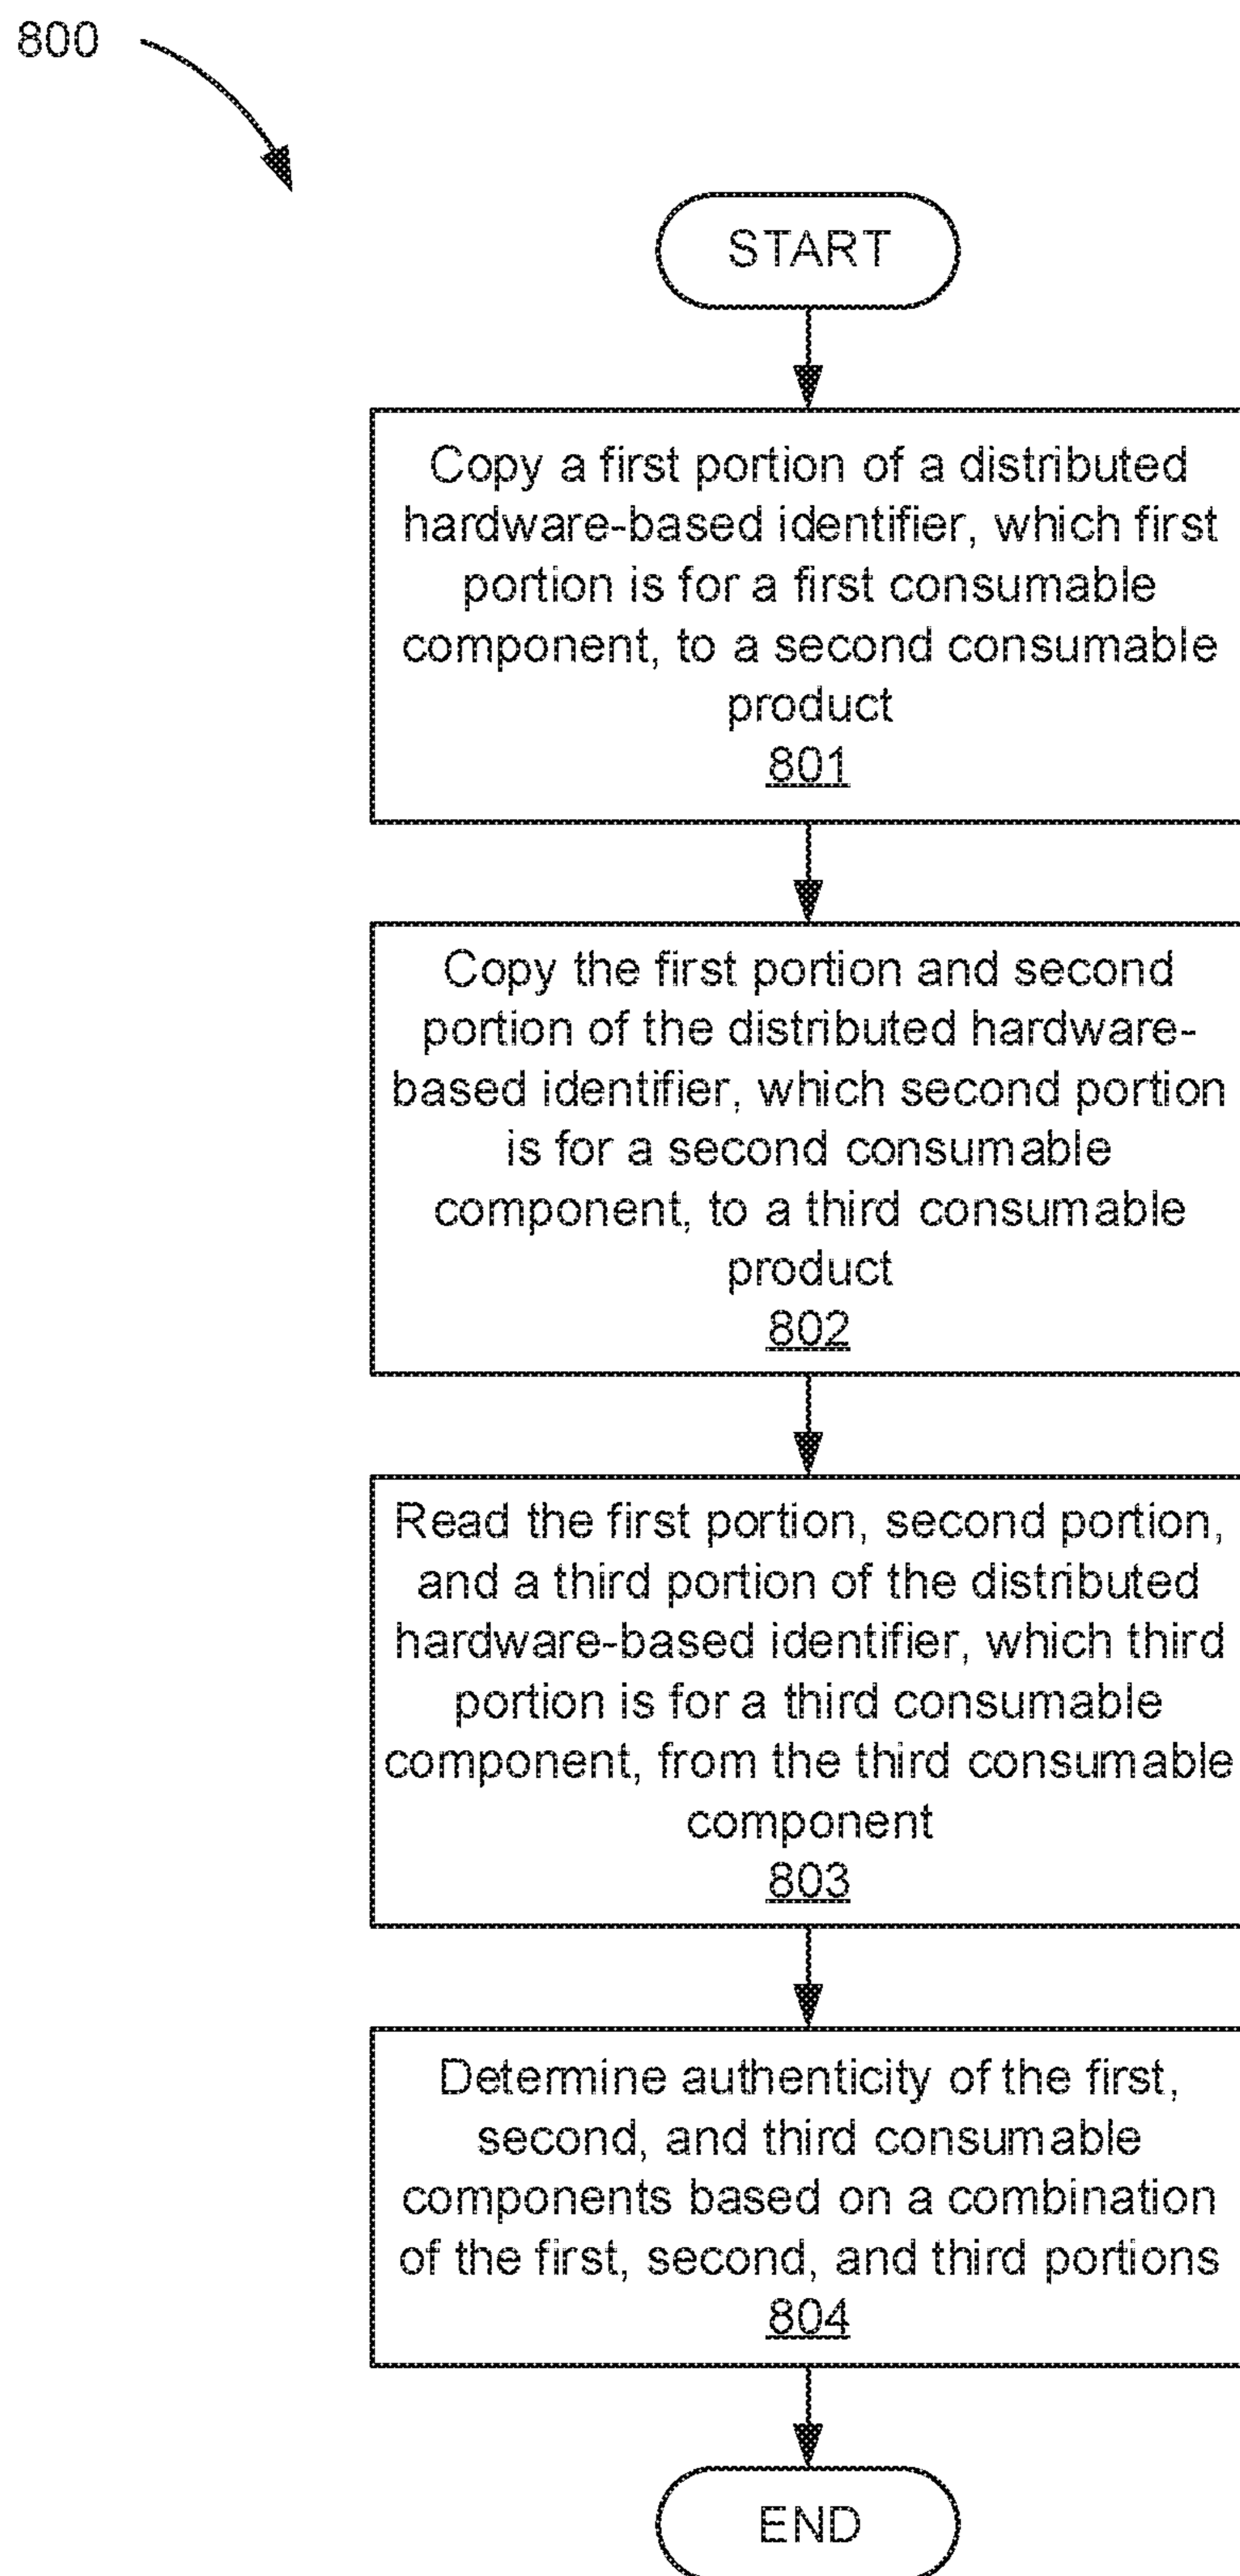 800
START
Copy a first portion of a distributed
hardware-based identifier, which first
portion is for a first consumable
component, to a second consumable
product
801
Copy the first portion and second
portion of the distributed hardware-
based identifier, which second portion
is for a second consumable
component, to a third consumable
product
802
Read the first portion, second portion,
and a third portion of the distributed
hardware-based identifier, which third
portion is for a third consumable
component, from the third consumable
component
803
Determine authenticity of the first,
second, and third consumable
components based on a combination
of the first, second, and third portions
804
END